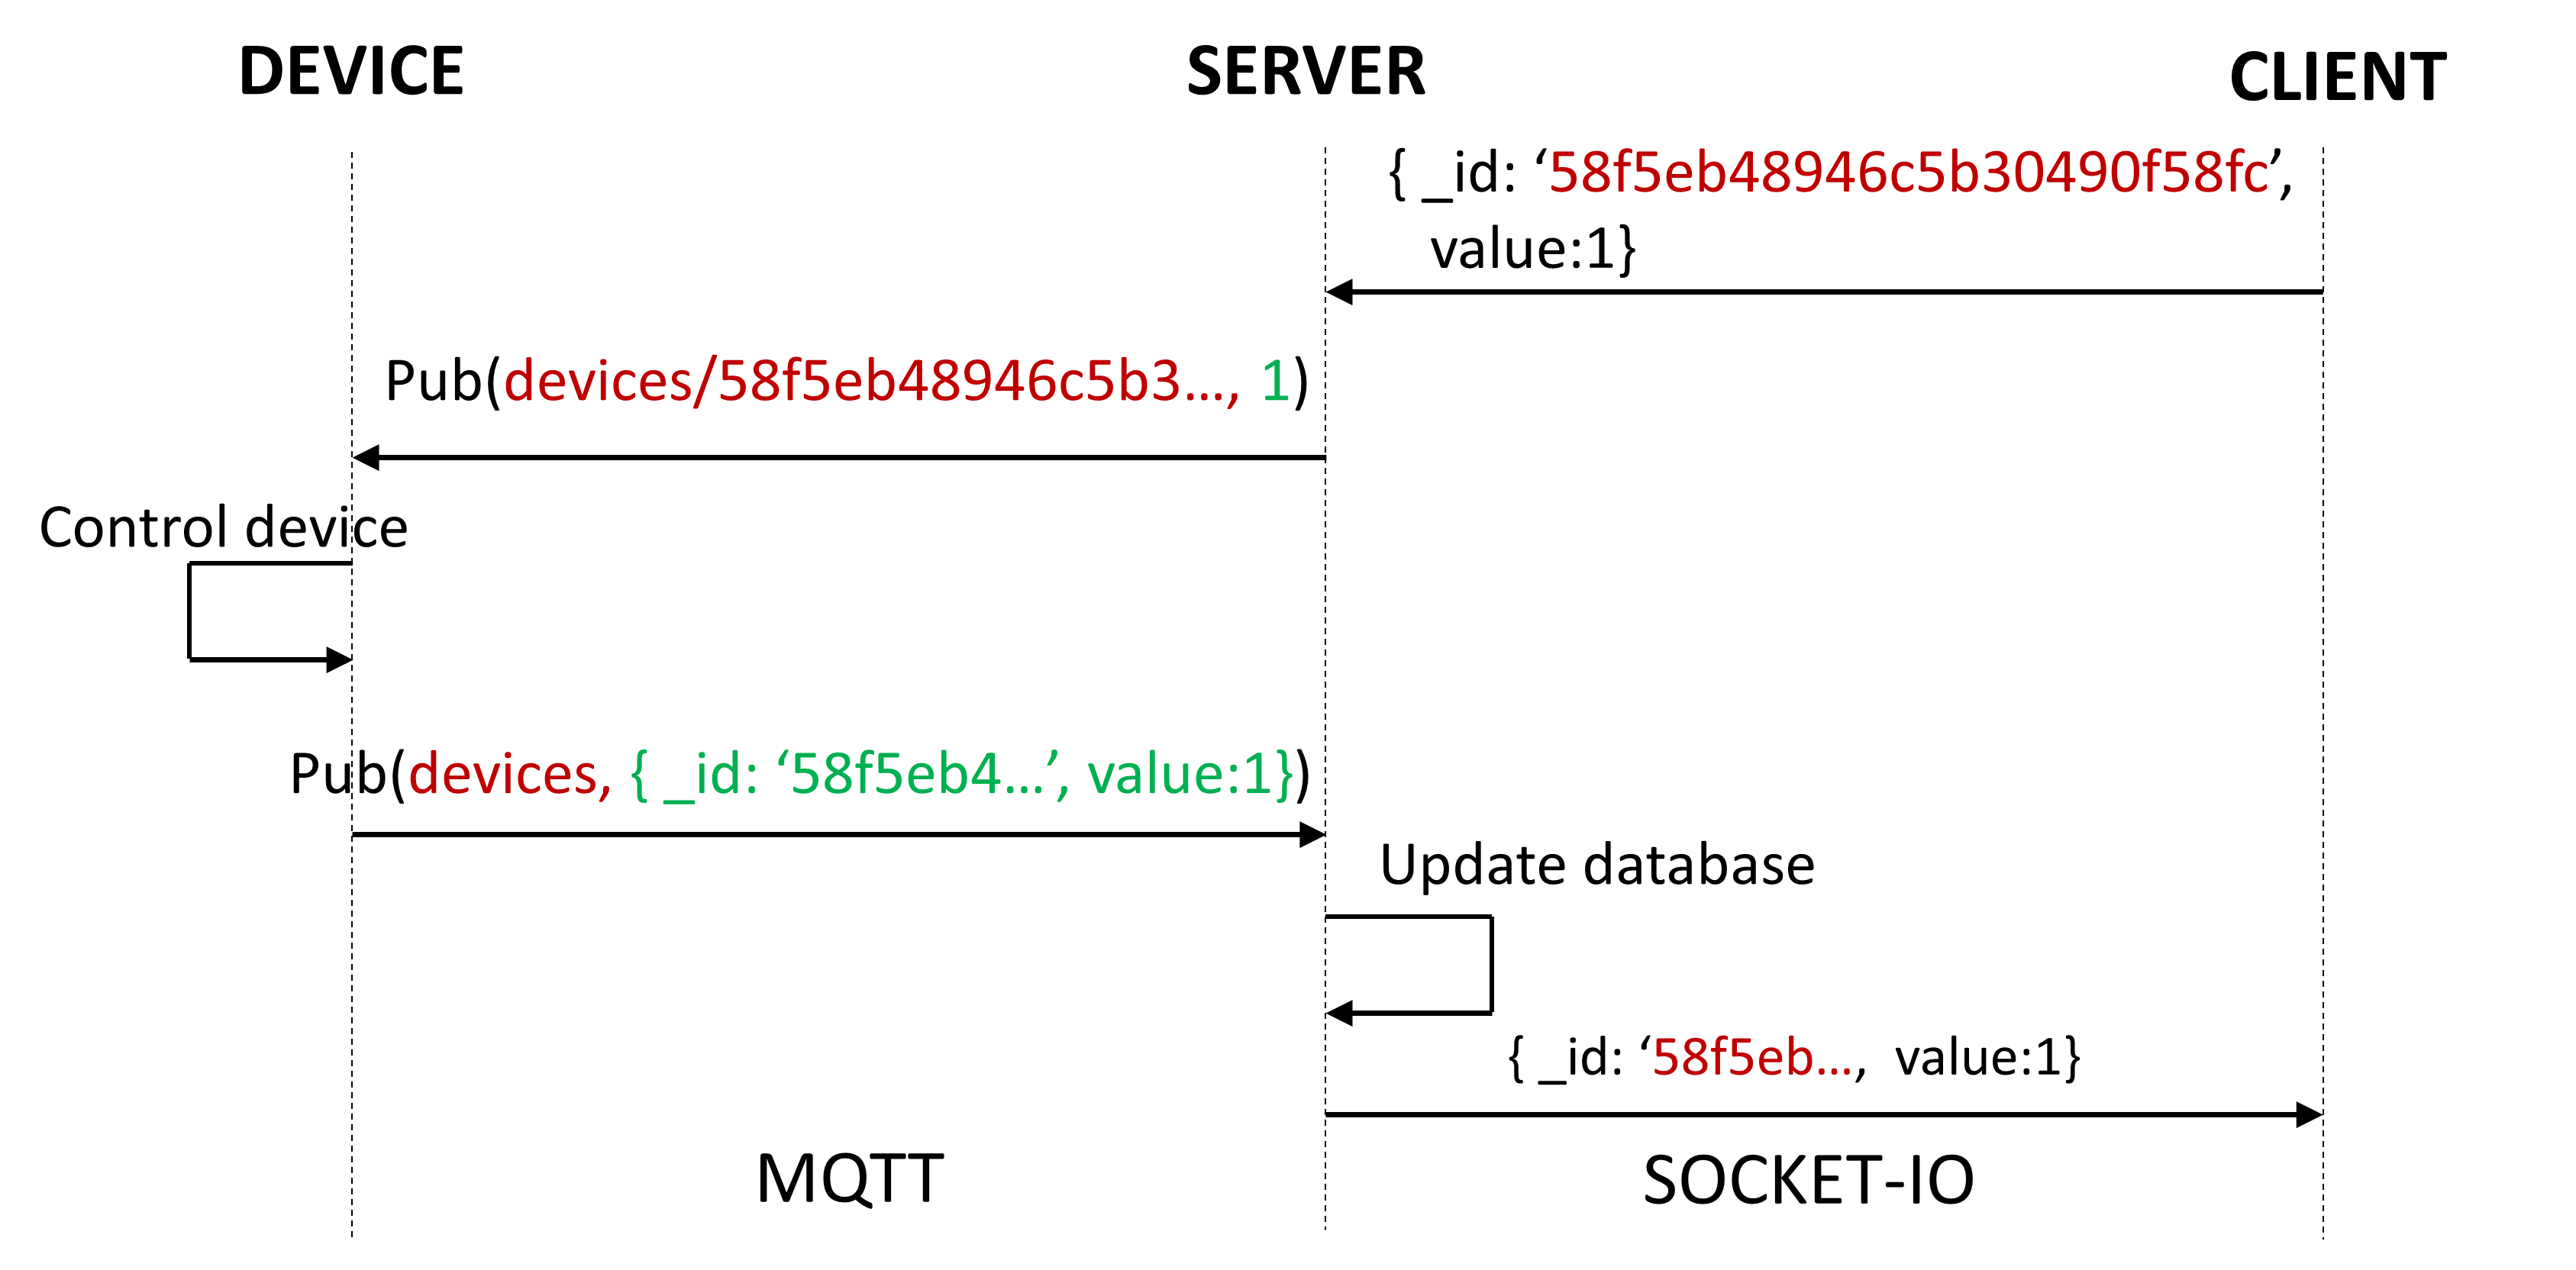 DEVICE
SERVER
CLIENT
{ _id: ‘58f5eb48946c5b30490f58fc’,
value:1}
Pub(devices/58f5eb48946c5b3..., 1)
Control device
Pub(devices, { _id: ‘58f5eb4...’, value:1})
Update database
{ _id: ‘58f5eb..., value:1}
MQTT
SOCKET-IO